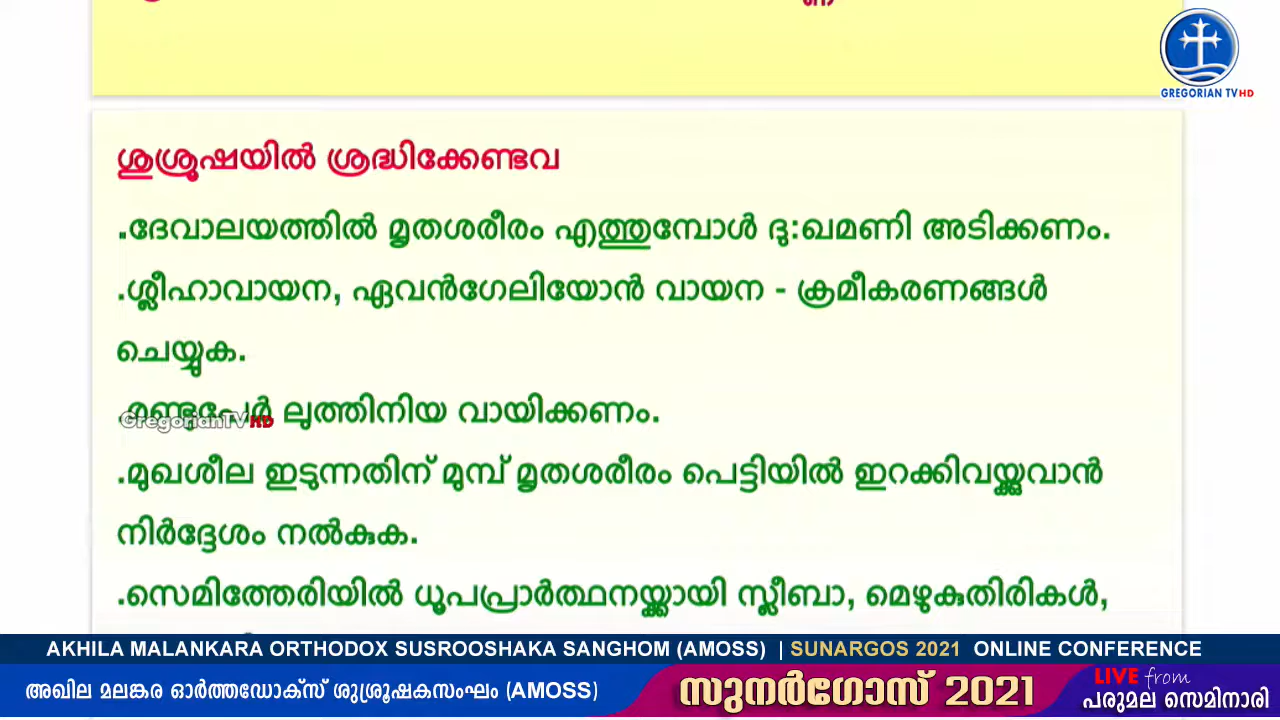 GREGORIAN TV HD
ശുശ്രൂഷയിൽ ശ്രദ്ധിക്കേണ്ടവ
.ദേവാലയത്തിൽ മൃതശരീരം എത്തുമ്പോൾ ദു:ഖമണി അടിക്കണം.
.ശ്ലീഹാവായന, ഏവൻഗേലിയോൻ വായന - ക്രമീകരണങ്ങൾ
ചെയ്യുക.
.രണ്ടുപേർ ലുത്തിനിയ വായിക്കണം.
GregorianTV HD
.മുഖശീല ഇടുന്നതിന് മുമ്പ് മൃതശരീരം പെട്ടിയിൽ ഇറക്കിവയ്ക്കുവാൻ
നിർദ്ദേശം നൽകുക.
.സെമിത്തേരിയിൽ ധൂപപ്രാർത്ഥനയ്ക്കായി സ്ലീബാ, മെഴുകുതിരികൾ,
AKHILA MALANKARA ORTHODOX SUSROOSHAKA SANGHOM (AMOSS) | SUNARGOS 2021 ONLINE CONFERENCE
അഖില മലങ്കര ഓർത്തഡോക്സ് ശുശ്രൂഷകസംഘം (AMOSS)
സുനർഗോസ് 2021
LIVE from
പരുമല സെമിനാരി